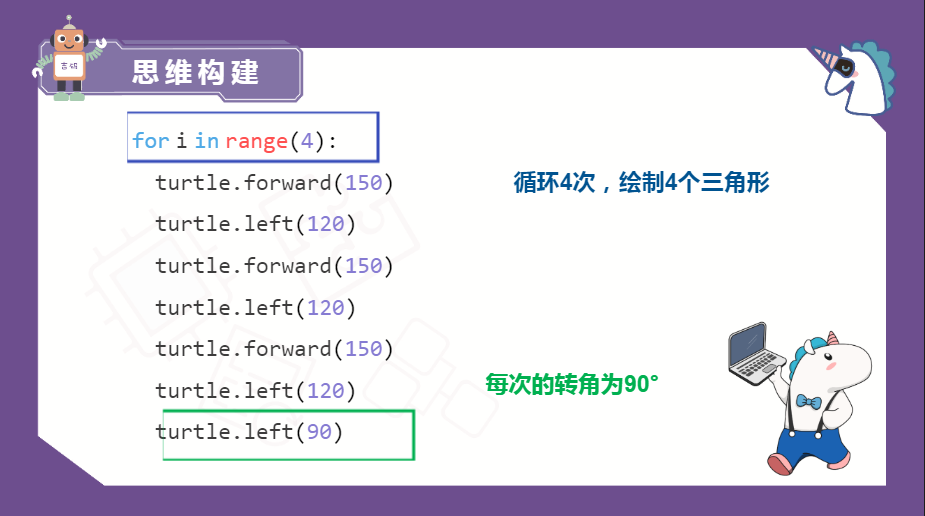 思维构建
for i in range(4):
turtle.forward(150)
循环4次，绘制4个三角形
turtle.left(120)
turtle.forward(150)
turtle.left(120)
turtle.forward(150)
turtle.left(120)
每次的转角为90°
turtle.left(90)